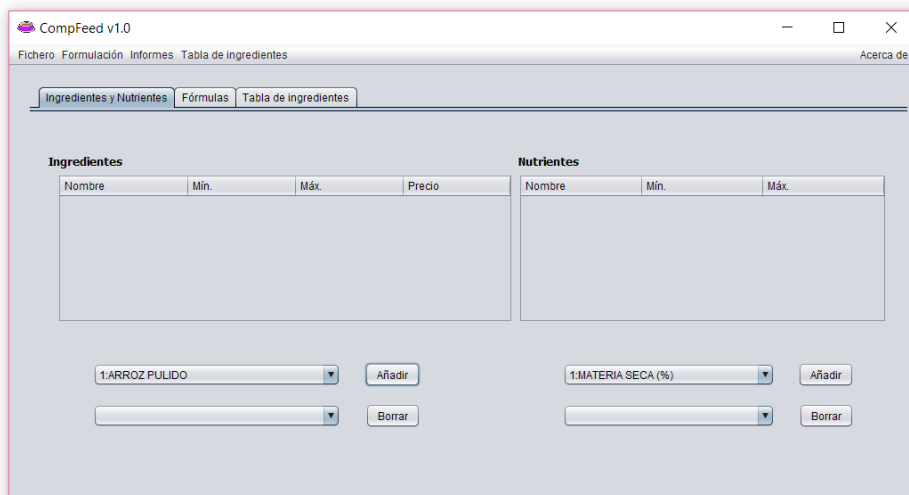 CompFeed v1.0
Fichero Formulación Informes Tabla de ingredientes Acerca de
Ingredientes y Nutrientes Fórmulas Tabla de ingredientes
Ingredientes Nutrientes
Nombre Mín. Máx. Precio Nombre Mín. Máx.
1:ARROZ PULIDO Añadir 1:MATERIA SECA (%) Añadir
Borrar Borrar